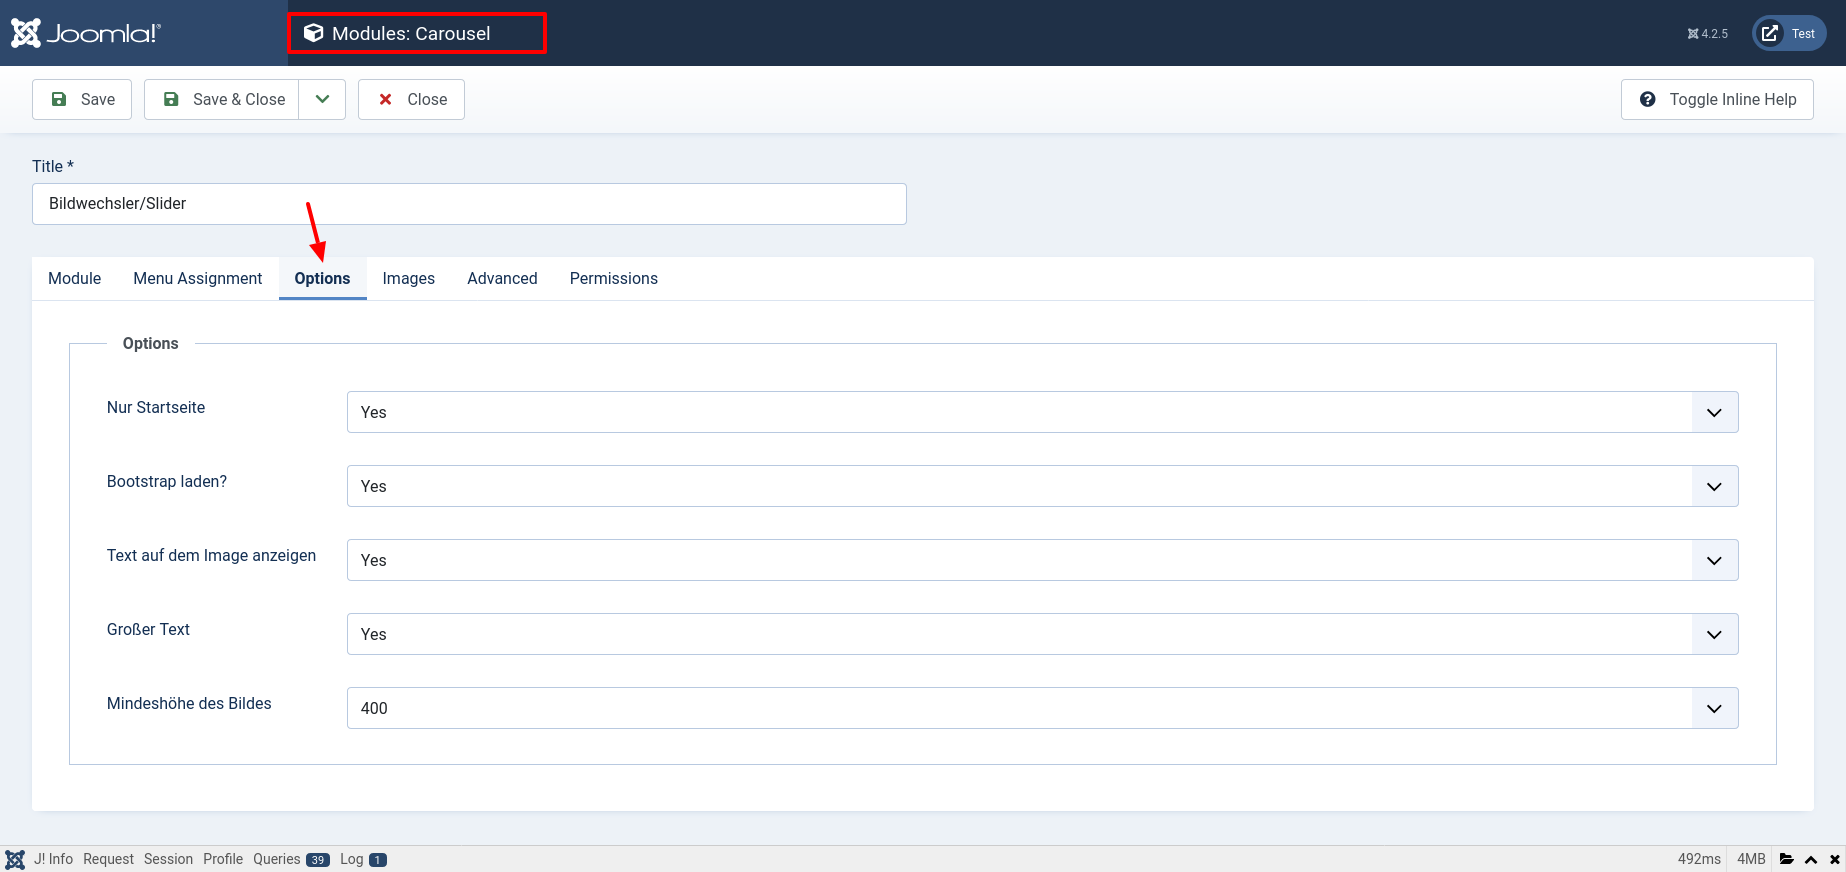 Joomla!®
Modules: Carousel
4.2.5
Test
Save
Save & Close
Close
Toggle Inline Help
Title *
Bildwechsler/Slider
Module Menu Assignment Options Images Advanced Permissions
Options
Nur Startseite
Yes
Bootstrap laden?
Yes
Text auf dem Image anzeigen
Yes
Großer Text
Yes
Mindeshöhe des Bildes
400
J! Info Request Session Profile Queries 39 Log 1
492ms 4MB